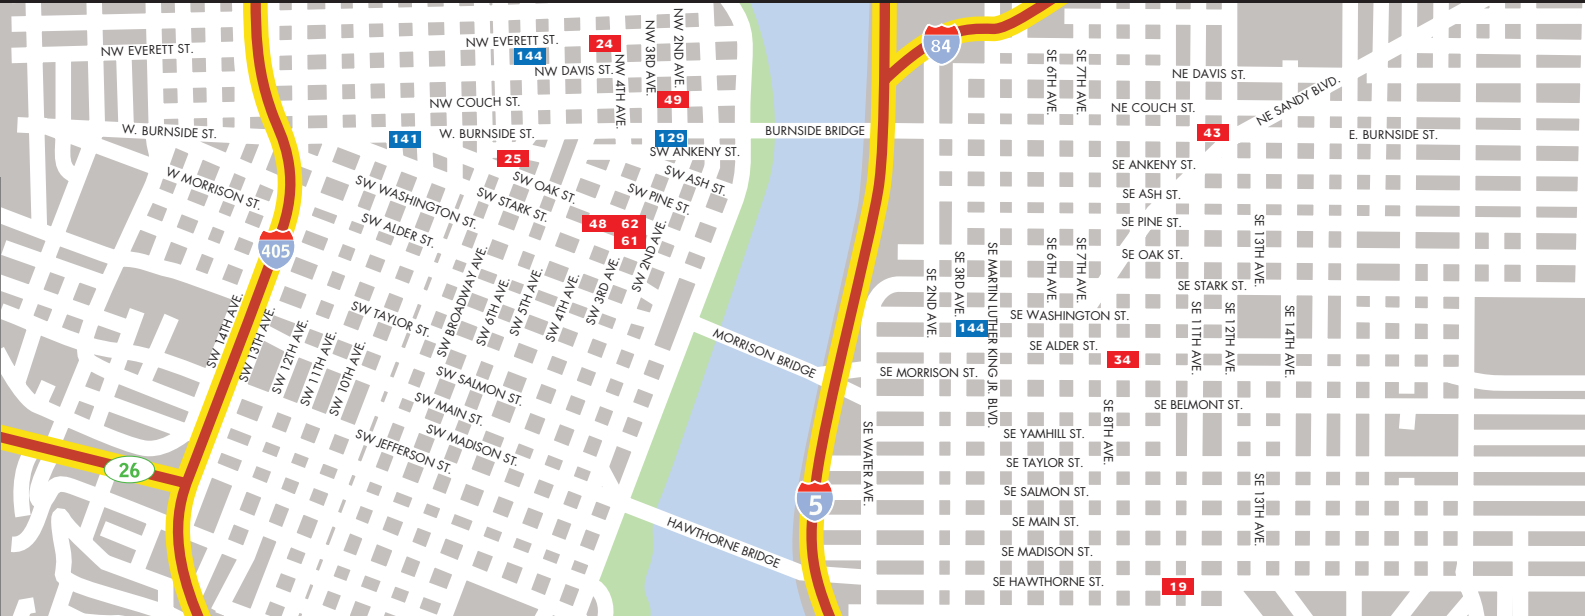 NW EVERETT ST.
NW EVERETT ST.
144
24
NW DAVIS ST.
NW 4TH AVE.
NW 3RD AVE.
NW 2ND AVE.
NW COUCH ST.
49
W. BURNSIDE ST.
141
W. BURNSIDE ST.
129
BURNSIDE BRIDGE
25
SW ANKENY ST.
SW ASH ST.
W MORRISON ST.
SW WASHINGTON ST.
SW OAK ST.
SW STARK ST.
SW PINE ST.
SW ALDER ST.
48
62
61
405
SW 14TH AVE.
SW 13TH AVE.
SW 12TH AVE.
SW 11TH AVE.
SW 10TH AVE.
SW TAYLOR ST.
SW BROADWAY AVE.
SW 6TH AVE.
SW 5TH AVE.
SW 4TH AVE.
SW 3RD AVE.
SW 2ND AVE.
SW SALMON ST.
SW MAIN ST.
SW MADISON ST.
SW JEFFERSON ST.
26
MORRISON BRIDGE
HAWTHORNE BRIDGE
5
84
SE 6TH AVE.
SE 7TH AVE.
NE DAVIS ST.
NE COUCH ST.
NE SANDY BLVD.
43
E. BURNSIDE ST.
SE ANKENY ST.
SE ASH ST.
SE PINE ST.
SE OAK ST.
SE 13TH AVE.
SE STARK ST.
SE 2ND AVE.
SE 3RD AVE.
SE MARTIN LUTHER KING JR. BLVD.
SE 6TH AVE.
SE 7TH AVE.
SE WASHINGTON ST.
144
SE ALDER ST.
34
SE 11TH AVE.
SE 12TH AVE.
SE 14TH AVE.
SE MORRISON ST.
SE BELMONT ST.
SE WATER AVE.
SE 8TH AVE.
SE YAMHILL ST.
SE TAYLOR ST.
SE SALMON ST.
SE 13TH AVE.
SE MAIN ST.
SE MADISON ST.
SE HAWTHORNE ST.
19